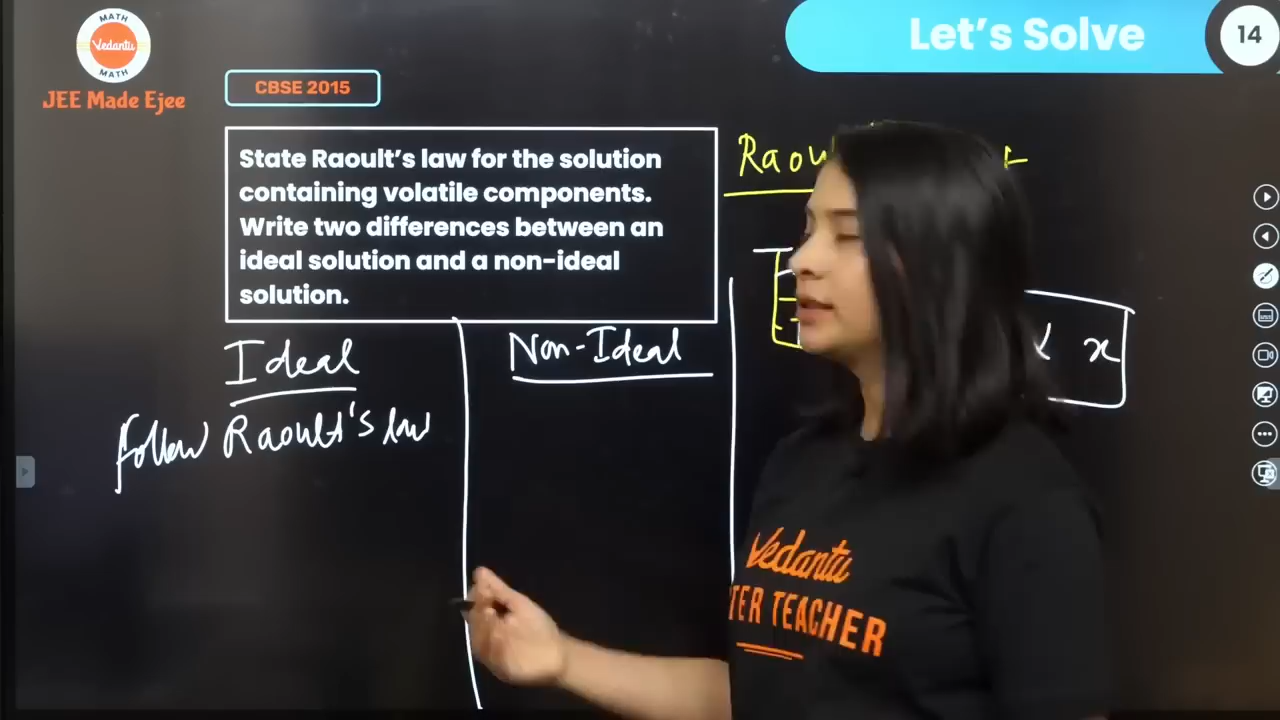 MATH
Vedantu
MATH
JEE Made Ejee
Let's Solve
14
CBSE 2015
State Raoult's law for the solution
containing volatile components.
Write two differences between an
ideal solution and a non-ideal
solution.
Ideal
Non-Ideal
follow Raoult's law
x
Vedantu
TER TEACHER